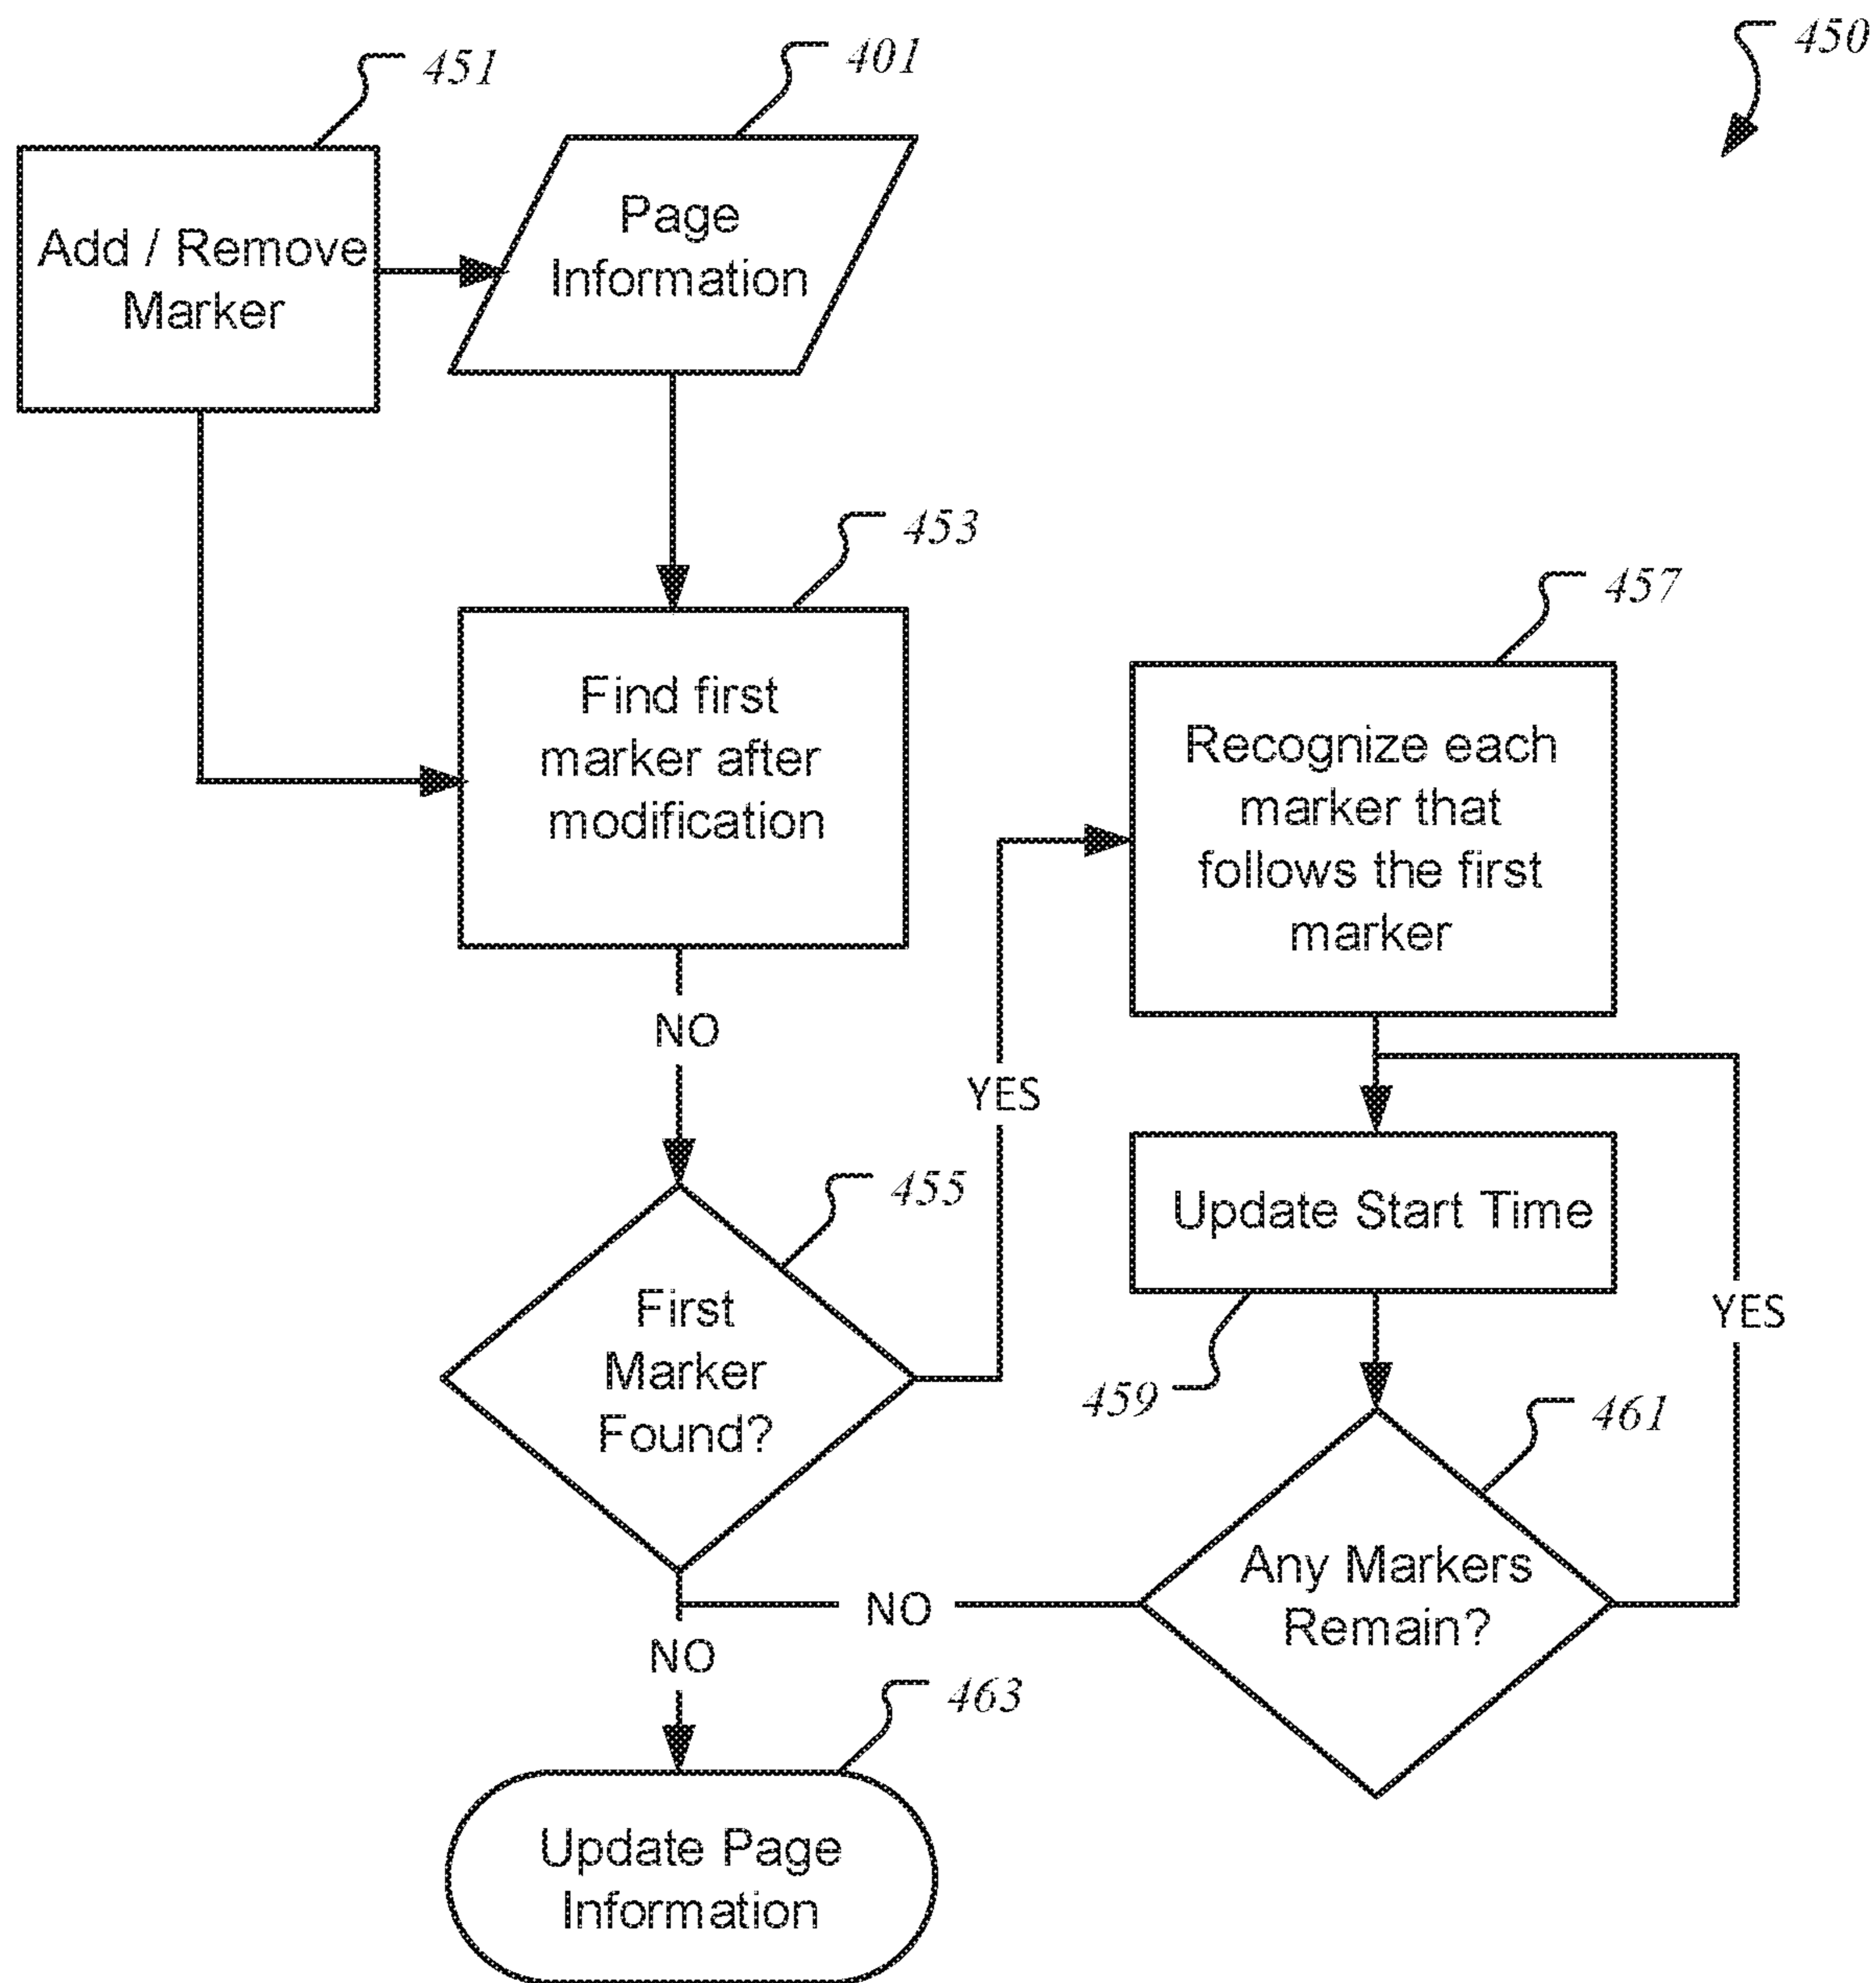 450
451
401
Add / Remove
Marker
Page
Information
453
Find first
marker after
modification
457
Recognize each
marker that
follows the first
marker
NO
YES
455
First
Marker
Found?
Update Start Time
459
YES
461
Any Markers
Remain?
NO
NO
463
Update Page
Information